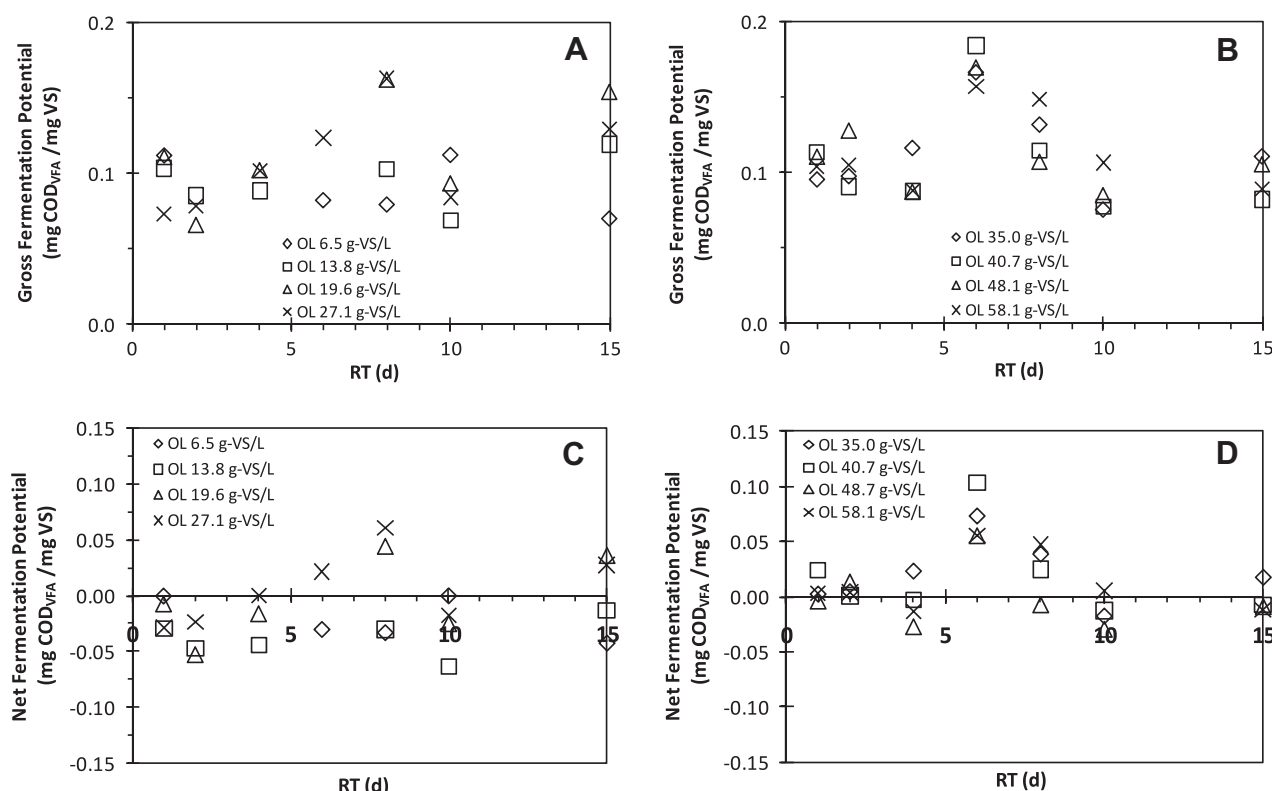 A
Gross Fermentation Potential
(mg COD_VFA /mg VS)
0.2
0.1
0.0
OL 6.5 g-VS/L
OL 13.8 g-VS/L
OL 19.6 g-VS/L
OL 27.1 g-VS/L
0 5 10 15
RT (d)
B
Gross Fermentation Potential
(mg COD_VFA /mg VS)
0.2
0.1
0.0
OL 35.0 g-VS/L
OL 40.7 g-VS/L
OL 48.1 g-VS/L
OL 58.1 g-VS/L
0 5 10 15
RT (d)
C
Net Fermentation Potential
(mg COD_VFA /mg VS)
0.15
0.10
0.05
0.00
-0.05
-0.10
-0.15
OL 6.5 g-VS/L
OL 13.8 g-VS/L
OL 19.6 g-VS/L
OL 27.1 g-VS/L
0 5 10 15
RT (d)
D
Net Fermentation Potential
(mg COD_VFA /mg VS)
0.15
0.10
0.05
0.00
-0.05
-0.10
-0.15
OL 35.0 g-VS/L
OL 40.7 g-VS/L
OL 48.7 g-VS/L
OL 58.1 g-VS/L
0 5 10 15
RT (d)